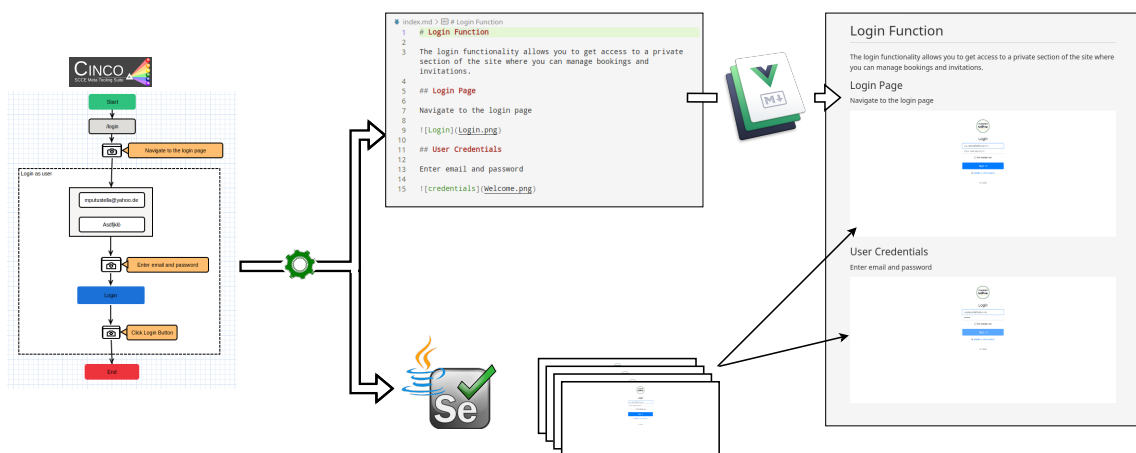 CINCO
SCCE Meta Tooling Suite
Start
/login
Navigate to the login page
Login as user
mputustella@yahoo.de
Asdfjklö
Enter email and password
Login
Click Login Button
End
index.md > # Login Function
1 # Login Function
2
3 The login functionality allows you to get access to a private
section of the site where you can manage bookings and
invitations.
4
5 ## Login Page
6
7 Navigate to the login page
8
9 ![Login](Login.png)
10
11 ## User Credentials
12
13 Enter email and password
14
15 ![credentials](Welcome.png)
M↓
Se
Login Function
The login functionality allows you to get access to a private section of the site where
you can manage bookings and invitations.
Login Page
Navigate to the login page
Login
User Credentials
Enter email and password
Login